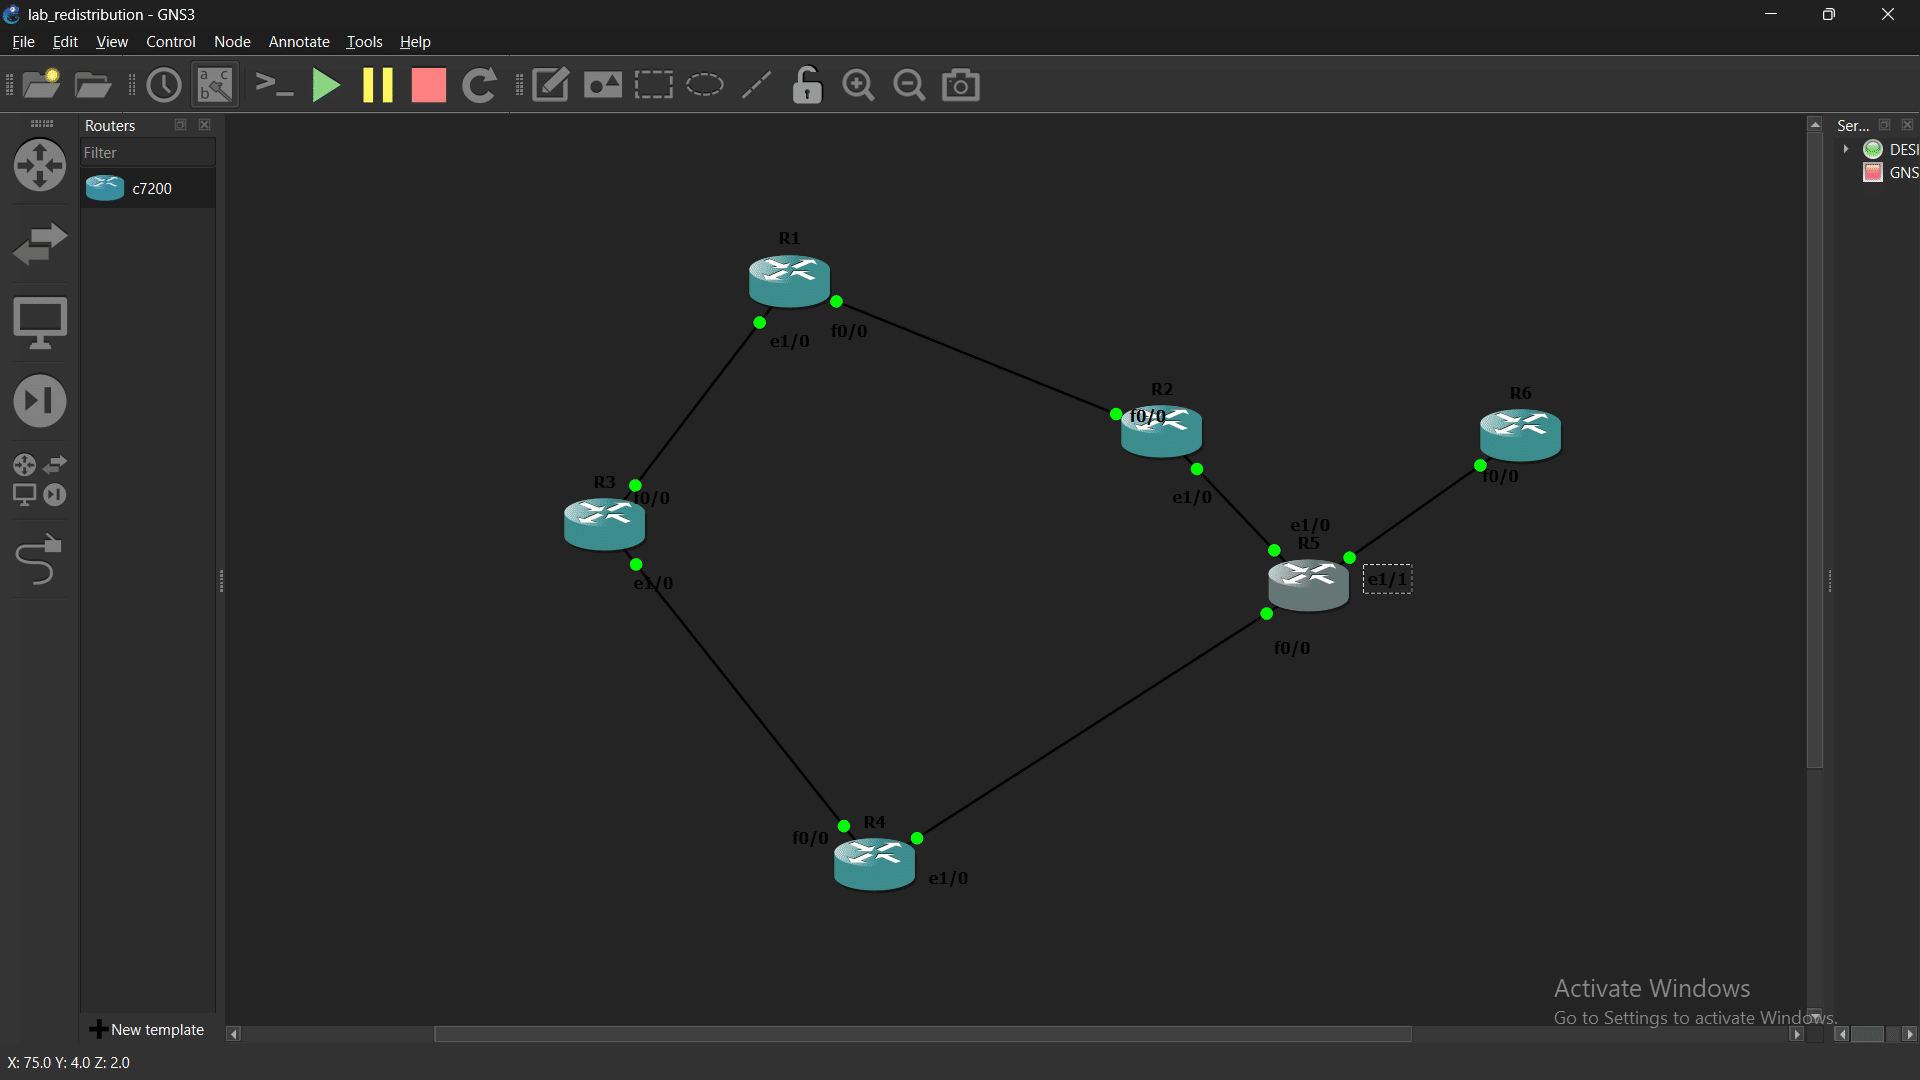 lab_redistribution - GNS3
File Edit View Control Node Annotate Tools Help
a c
b
Routers
Filter
c7200
New template
R1
e1/0
f0/0
R2
f0/0
e1/0
R6
f0/0
R3
f0/0
e1/0
e1/0
R5
e1/1
f0/0
R4
f0/0
e1/0
Ser...
DESI
GNS
Activate Windows
Go to Settings to activate Windows.
X: 75.0 Y: 4.0 Z: 2.0